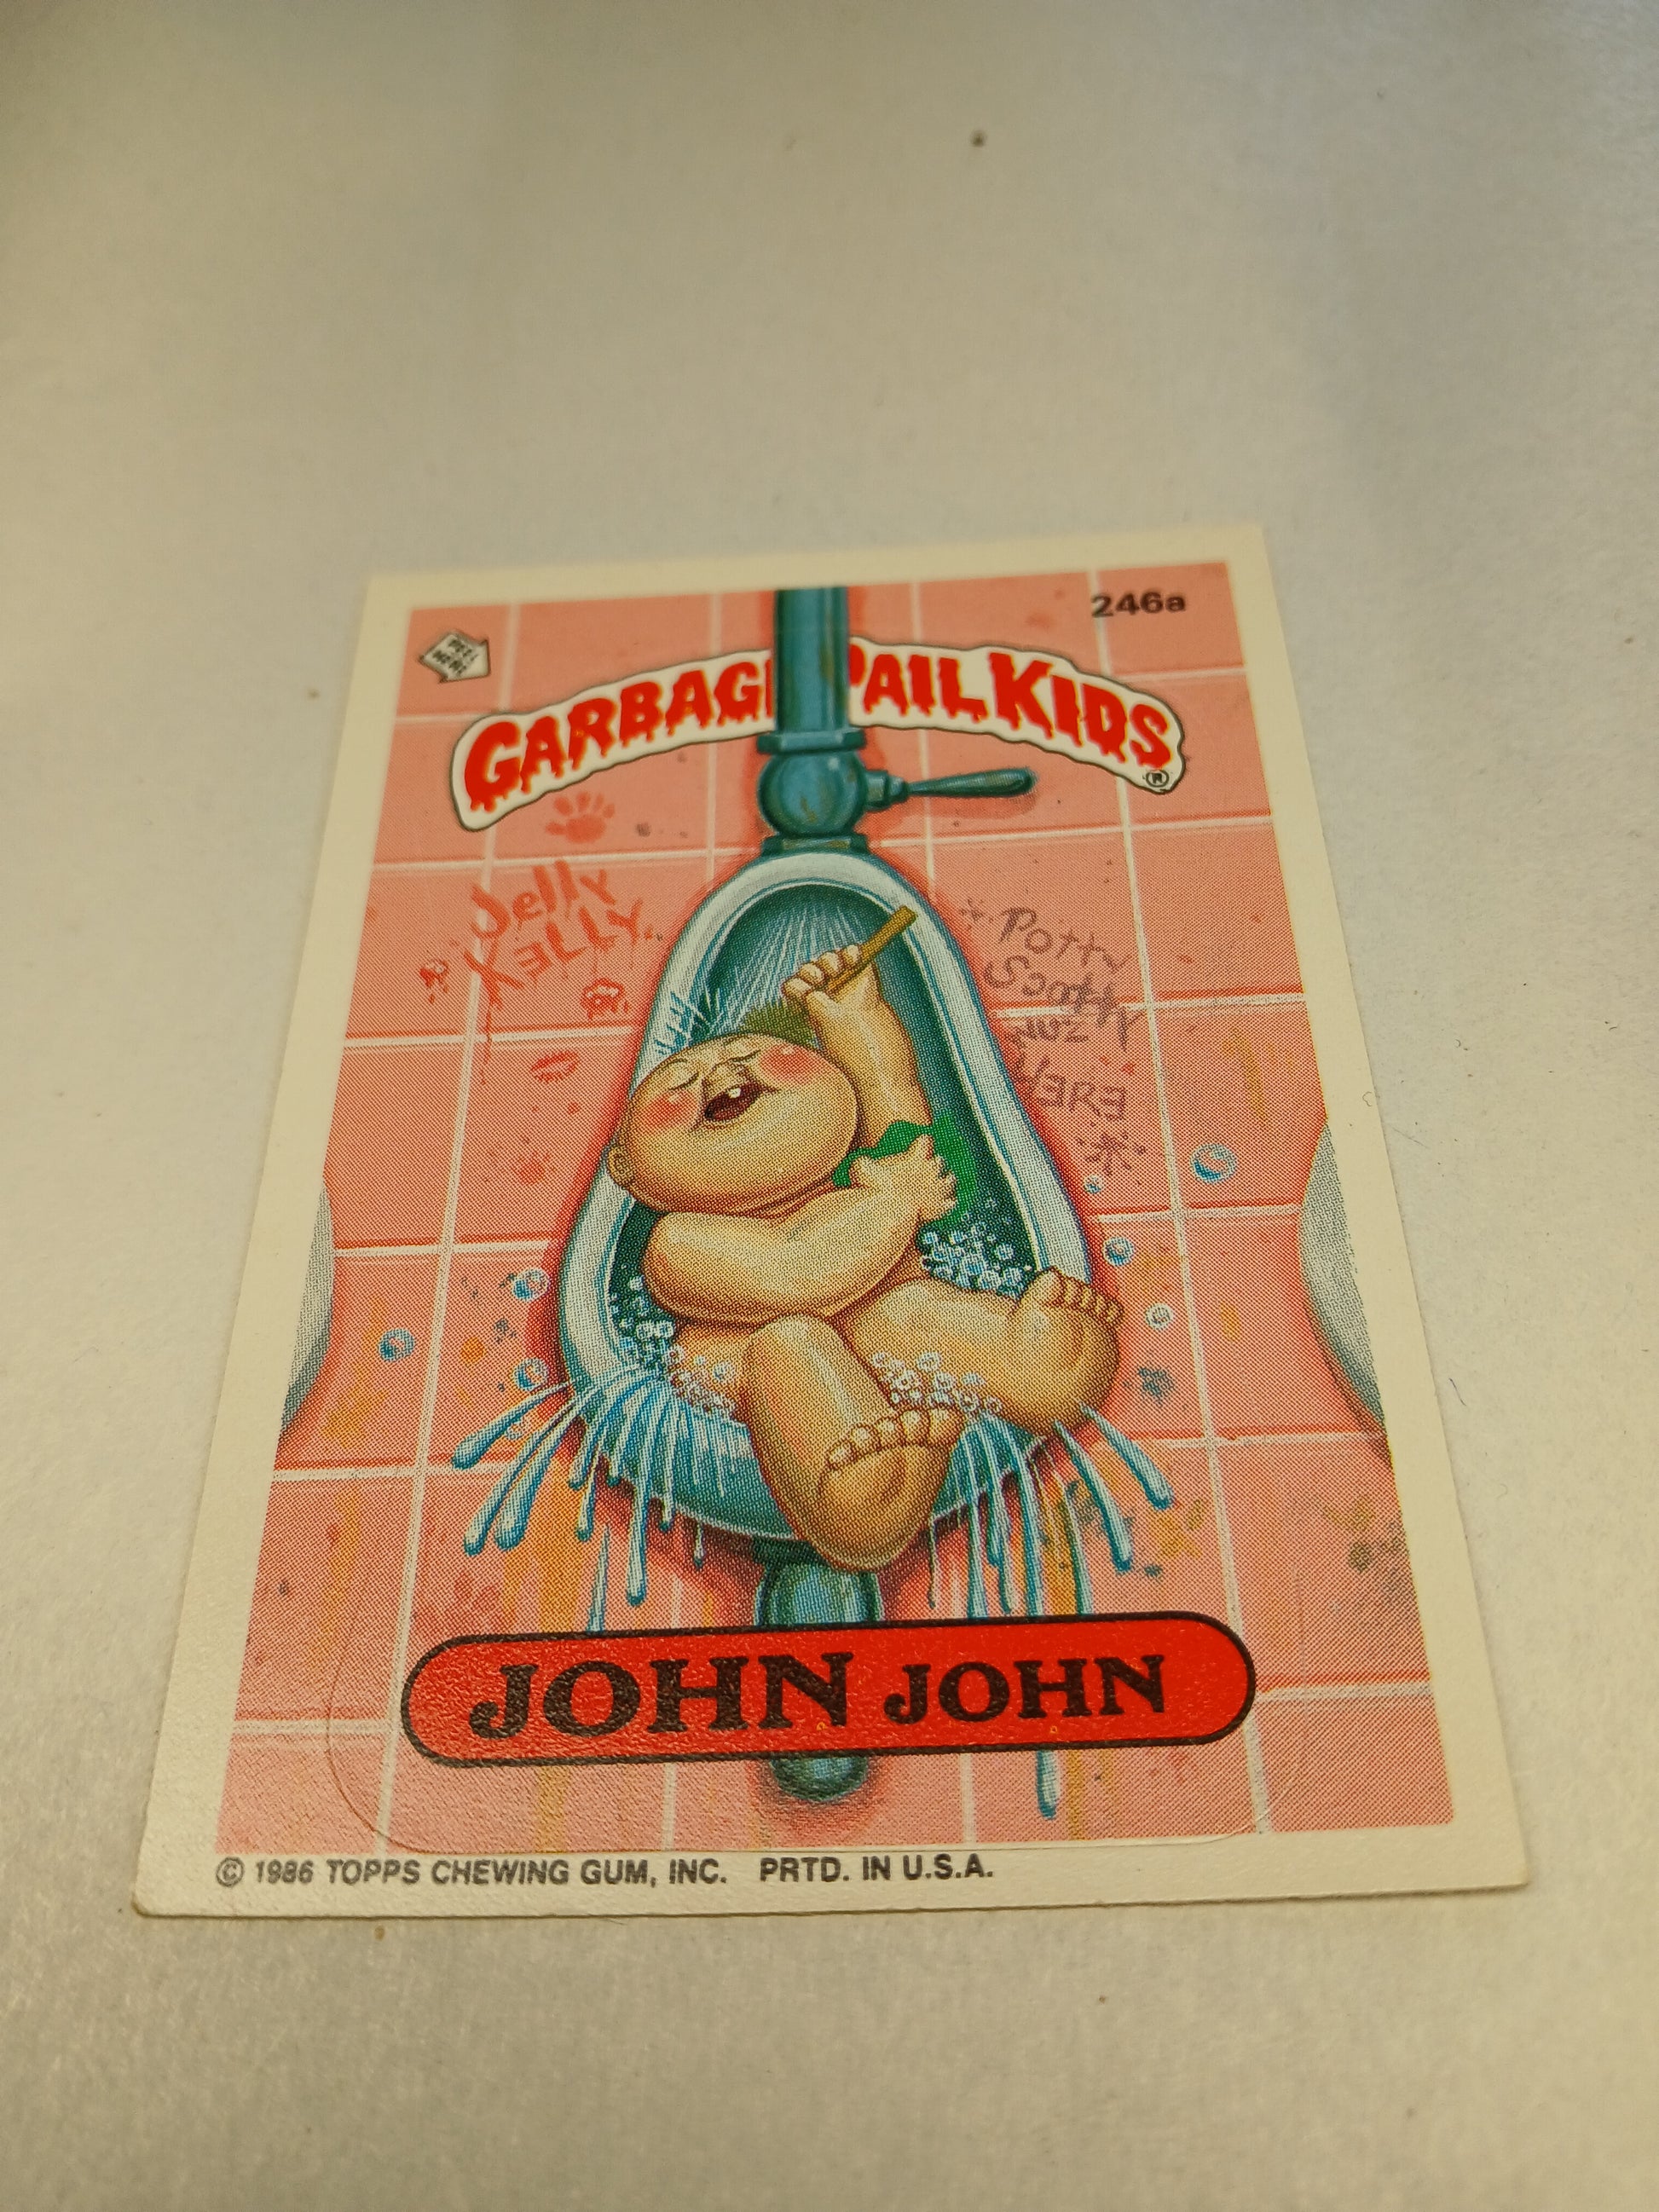 246a
PEEL
HERE
GARBAGE PAIL KIDS®
Jelly
KELLY
Potty
Scotty
wuz
HERE
JOHN JOHN
© 1986 TOPPS CHEWING GUM, INC. PRTD. IN U.S.A.